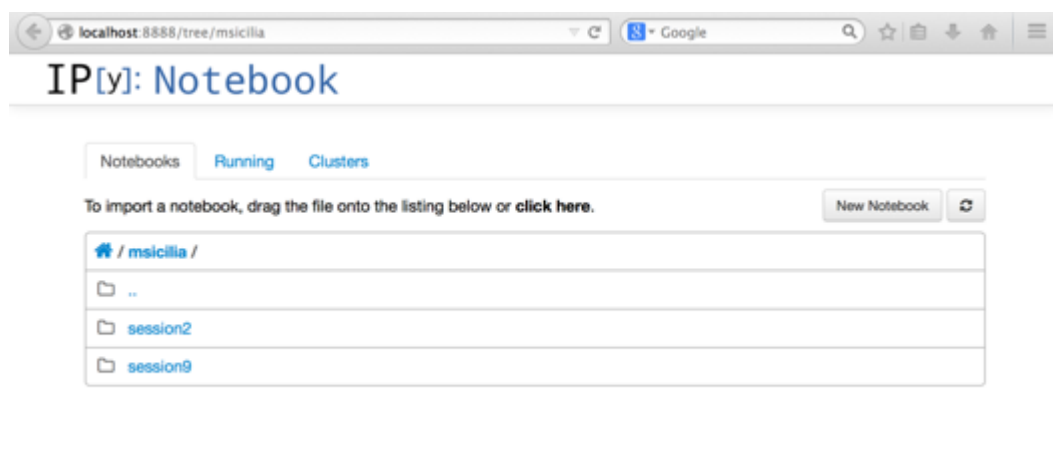 localhost:8888/tree/msicilia 8 Google
IP[y]: Notebook
Notebooks Running Clusters
To import a notebook, drag the file onto the listing below or click here. New Notebook
/ msicilia /
..
session2
session9